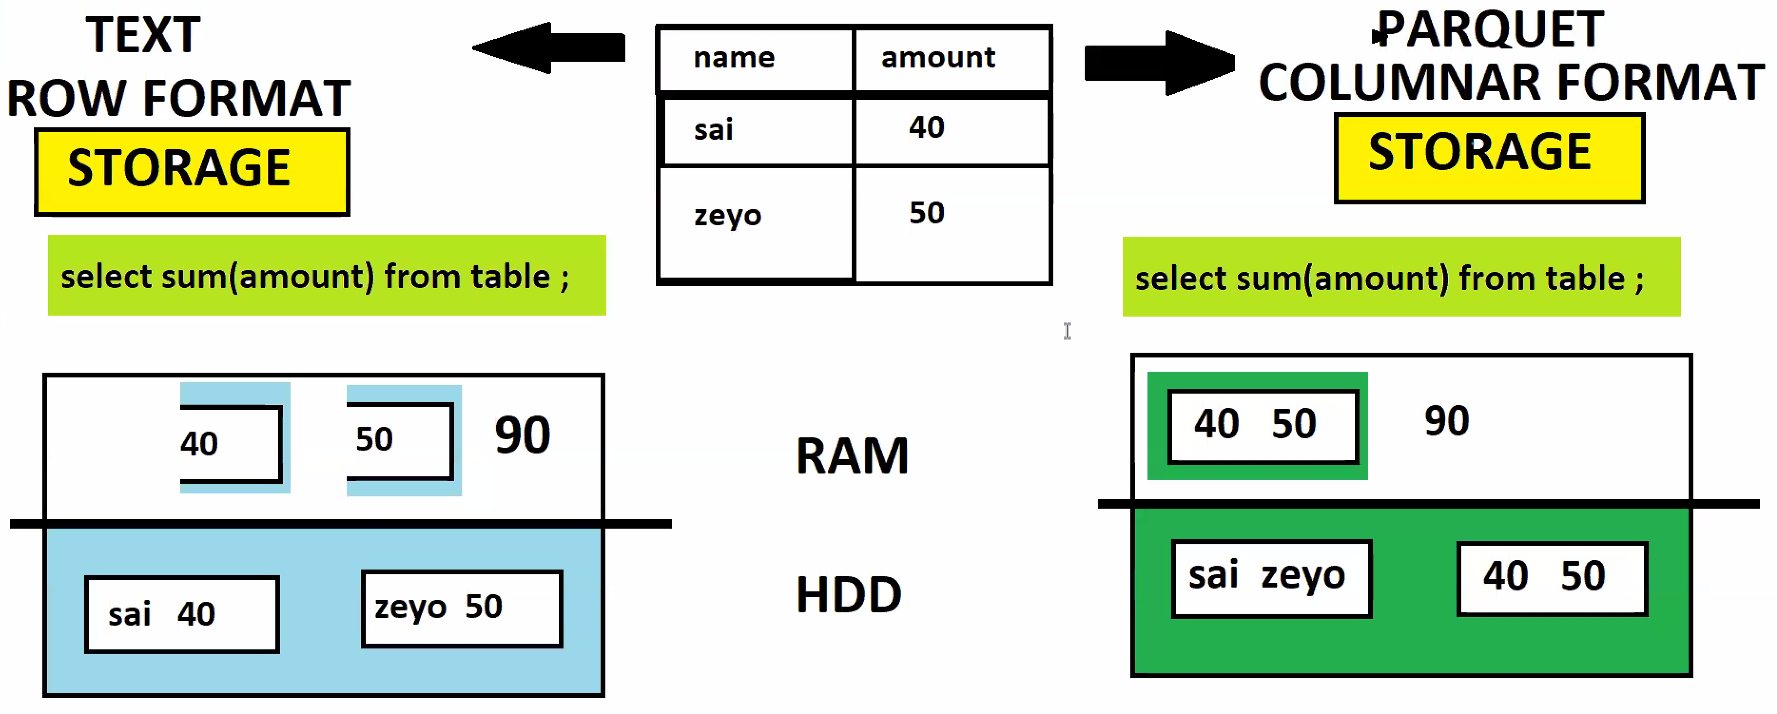 TEXT
ROW FORMAT
STORAGE
select sum(amount) from table ;
name amount
sai 40
zeyo 50
PARQUET
COLUMNAR FORMAT
STORAGE
select sum(amount) from table ;
40 50 90
sai 40 zeyo 50
RAM
HDD
40 50 90
sai zeyo 40 50